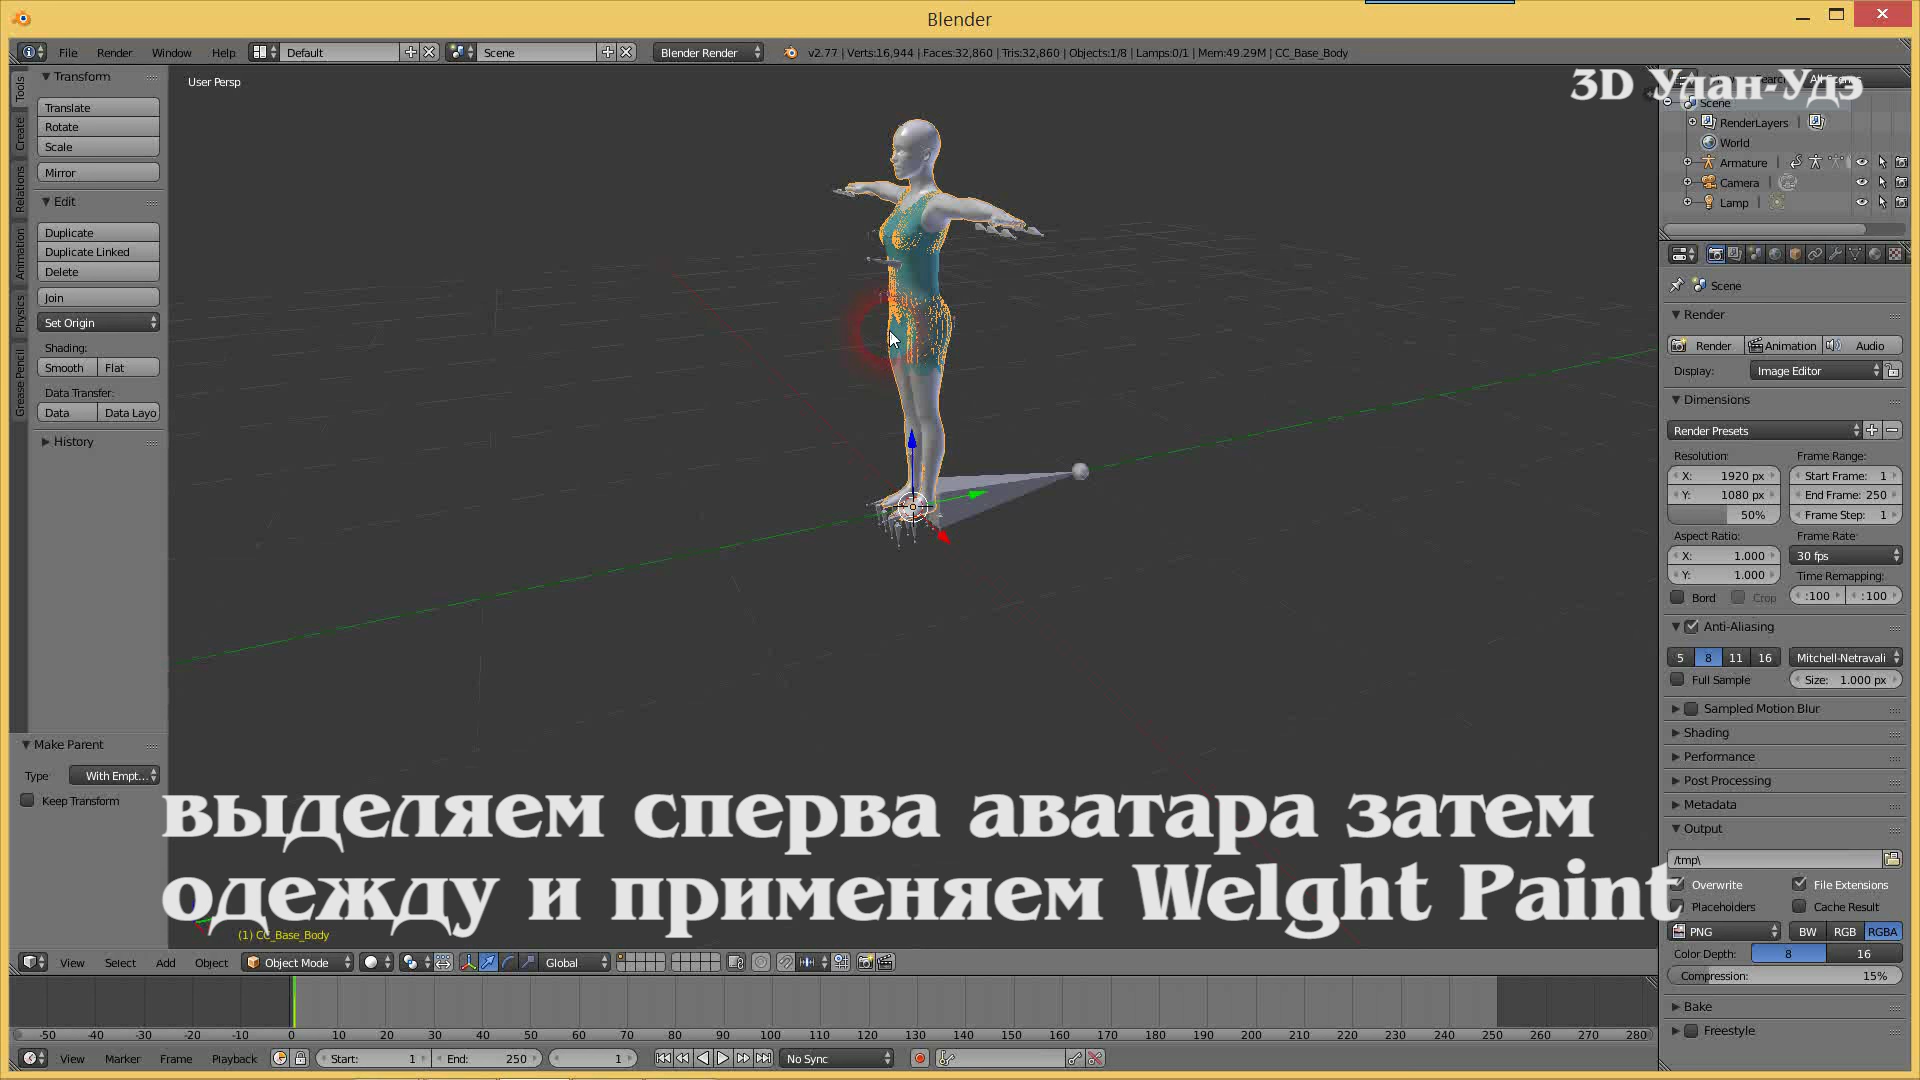 Blender
File Render Window Help Default Scene Blender Render v2.77 | Verts:16,944 | Faces:32,860 | Tris:32,860 | Objects:1/8 | Lamps:0/1 | Mem:49.29M | CC_Base_Body
3D Улан-Удэ
User Persp
Tools
Create
Relations
Animation
Physics
Grease Pencil
Transform
Translate
Rotate
Scale
Mirror
Edit
Duplicate
Duplicate Linked
Delete
Join
Set Origin
Shading:
Smooth Flat
Data Transfer:
Data Data Layo
History
Make Parent
Type With Empt...
Keep Transform
выделяем сперва аватара затем
одежду и применяем Weight Paint
(1) CC_Base_Body
View Select Add Object Object Mode Global
-50 -40 -30 -20 -10 0 10 20 30 40 50 60 70 80 90 100 110 120 130 140 150 160 170 180 190 200 210 220 230 240 250 260 270 280
View Marker Frame Playback Start: 1 End: 250 1 No Sync
Scene
RenderLayers
World
Armature
Camera
Lamp
Scene
Render
Render Animation Audio
Display: Image Editor
Dimensions
Render Presets
Resolution: Frame Range:
X: 1920 px Start Frame: 1
Y: 1080 px End Frame: 250
50% Frame Step: 1
Aspect Ratio: Frame Rate:
X: 1.000 30 fps
Y: 1.000 Time Remapping:
Bord Crop :100 :100
Anti-Aliasing
5 8 11 16 Mitchell-Netravali
Full Sample Size: 1.000 px
Sampled Motion Blur
Shading
Performance
Post Processing
Metadata
Output
/tmp\
Overwrite File Extensions
Placeholders Cache Result
PNG BW RGB RGBA
Color Depth: 8 16
Compression: 15%
Bake
Freestyle